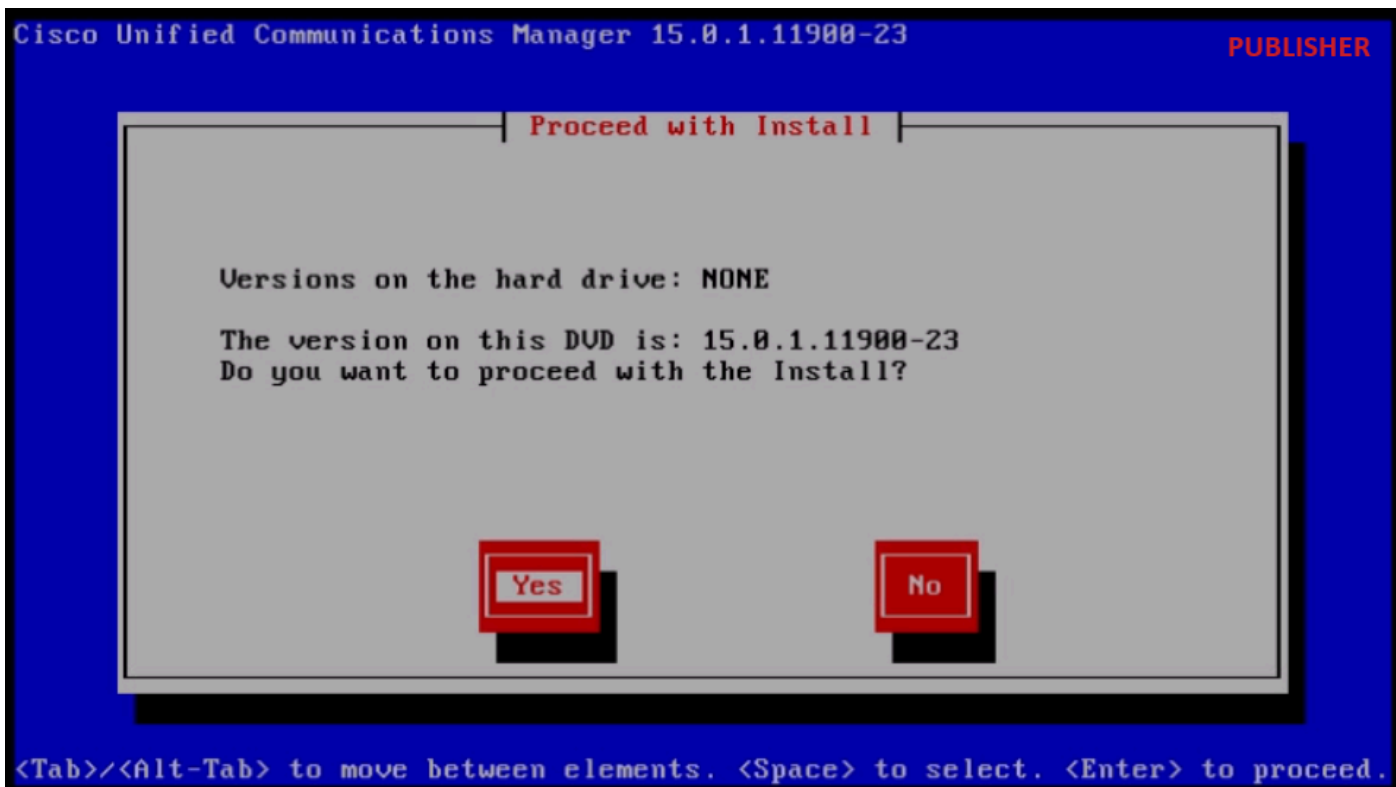 Cisco Unified Communications Manager 15.0.1.11900-23
PUBLISHER
Proceed with Install
Versions on the hard drive: NONE
The version on this DVD is: 15.0.1.11900-23
Do you want to proceed with the Install?
Yes
No
<Tab>/<Alt-Tab> to move between elements. <Space> to select. <Enter> to proceed.